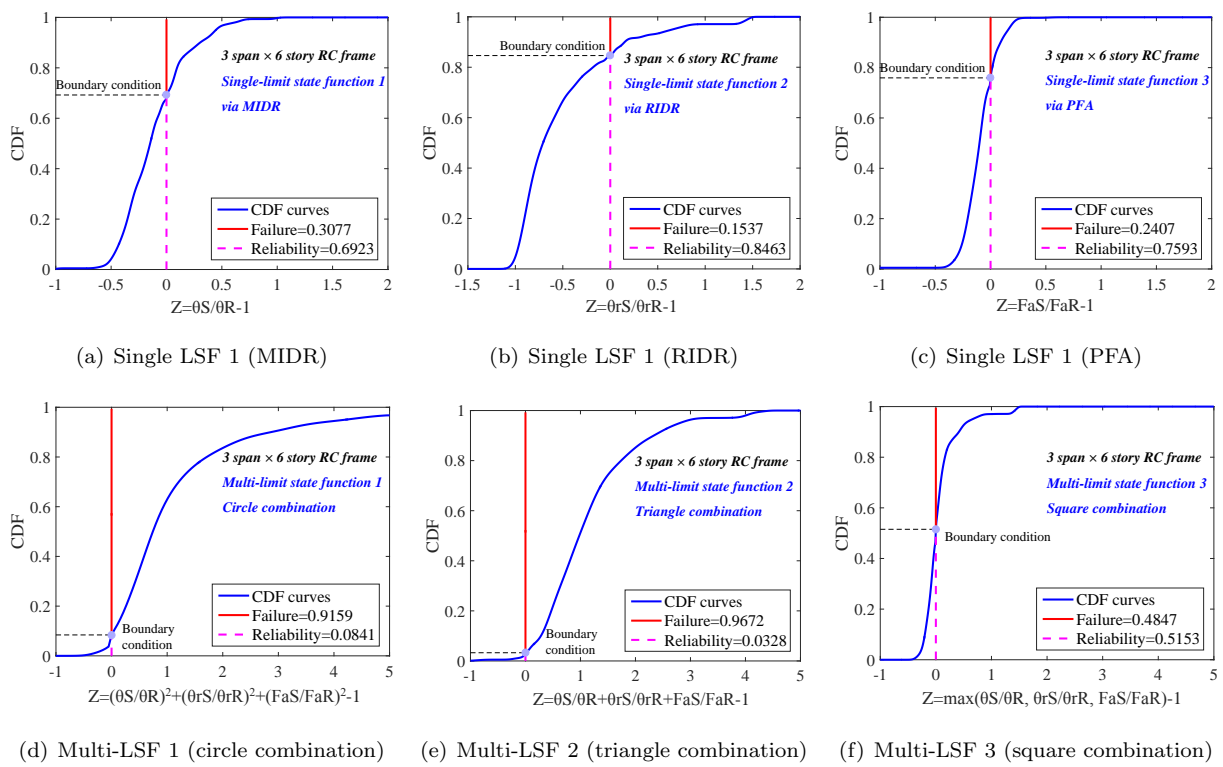 1
0.8
0.6
0.4
0.2
0
CDF
Boundary condition
3 span × 6 story RC frame
Single-limit state function 1
via MIDR
CDF curves
Failure=0.3077
Reliability=0.6923
-1 -0.5 0 0.5 1 1.5 2
Z=θS/θR-1
(a) Single LSF 1 (MIDR)
1
0.8
0.6
0.4
0.2
0
CDF
Boundary condition
3 span × 6 story RC frame
Single-limit state function 2
via RIDR
CDF curves
Failure=0.1537
Reliability=0.8463
-1.5 -1 -0.5 0 0.5 1 1.5 2
Z=θrS/θrR-1
(b) Single LSF 1 (RIDR)
1
0.8
0.6
0.4
0.2
0
CDF
Boundary condition
3 span × 6 story RC frame
Single-limit state function 3
via PFA
CDF curves
Failure=0.2407
Reliability=0.7593
-1 -0.5 0 0.5 1 1.5 2
Z=FaS/FaR-1
(c) Single LSF 1 (PFA)
1
0.8
0.6
0.4
0.2
0
CDF
3 span × 6 story RC frame
Multi-limit state function 1
Circle combination
CDF curves
Failure=0.9159
Reliability=0.0841
Boundary
condition
-1 0 1 2 3 4 5
Z=(θS/θR)²+(θrS/θrR)²+(FaS/FaR)²-1
(d) Multi-LSF 1 (circle combination)
1
0.8
0.6
0.4
0.2
0
CDF
3 span × 6 story RC frame
Multi-limit state function 2
Triangle combination
CDF curves
Failure=0.9672
Reliability=0.0328
Boundary
condition
-1 0 1 2 3 4 5
Z=θS/θR+θrS/θrR+FaS/FaR-1
(e) Multi-LSF 2 (triangle combination)
1
0.8
0.6
0.4
0.2
0
CDF
3 span × 6 story RC frame
Multi-limit state function 3
Square combination
Boundary condition
CDF curves
Failure=0.4847
Reliability=0.5153
-1 0 1 2 3 4 5
Z=max(θS/θR, θrS/θrR, FaS/FaR)-1
(f) Multi-LSF 3 (square combination)